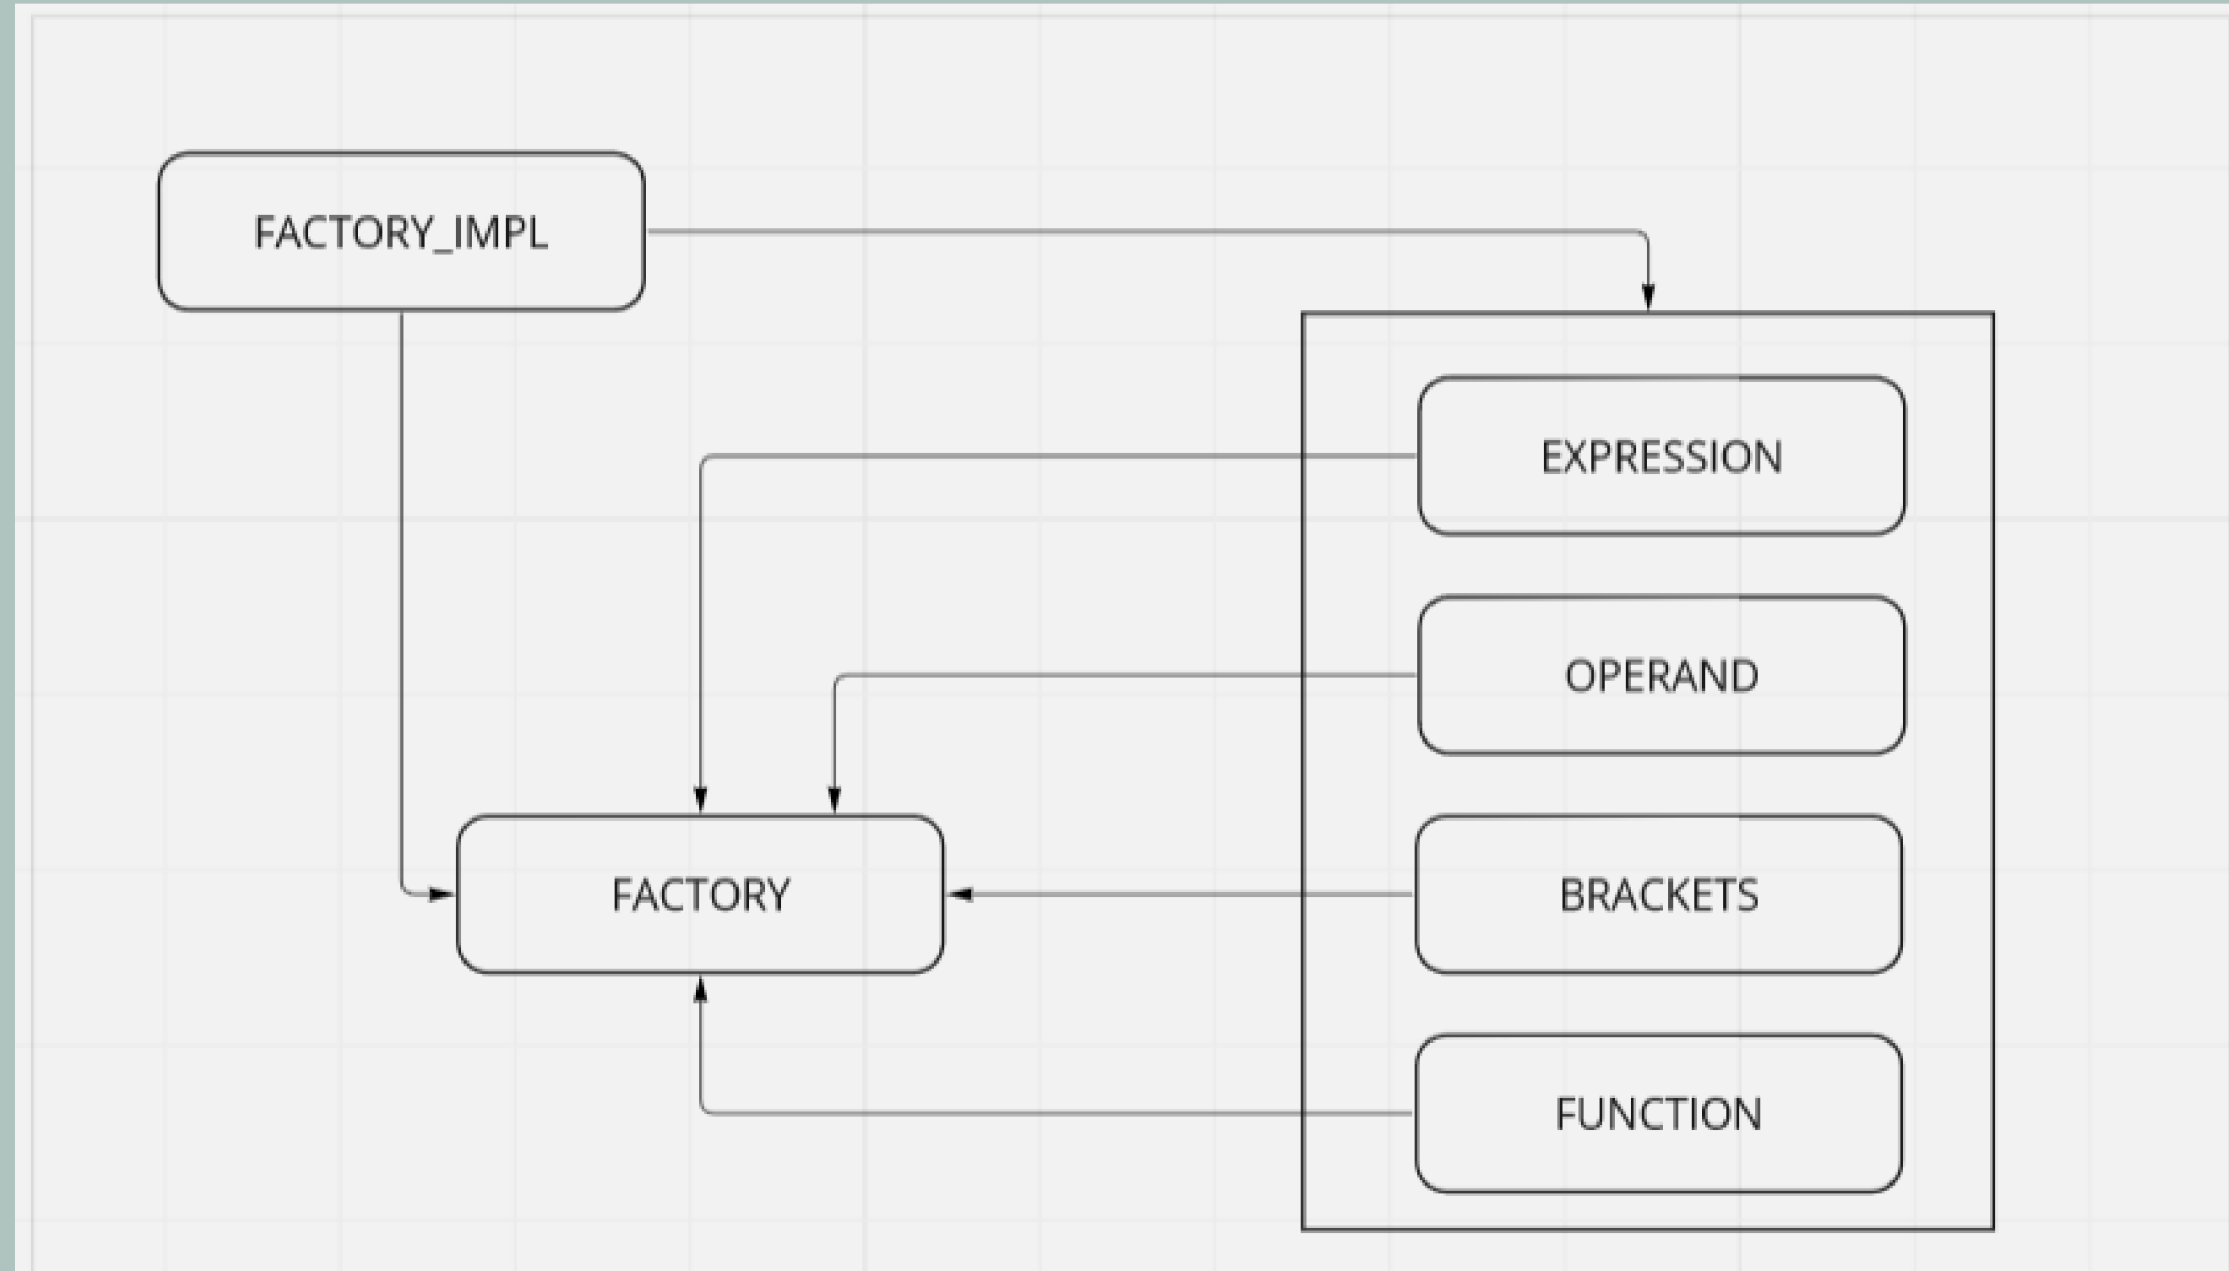 FACTORY_IMPL
EXPRESSION
OPERAND
FACTORY
BRACKETS
FUNCTION